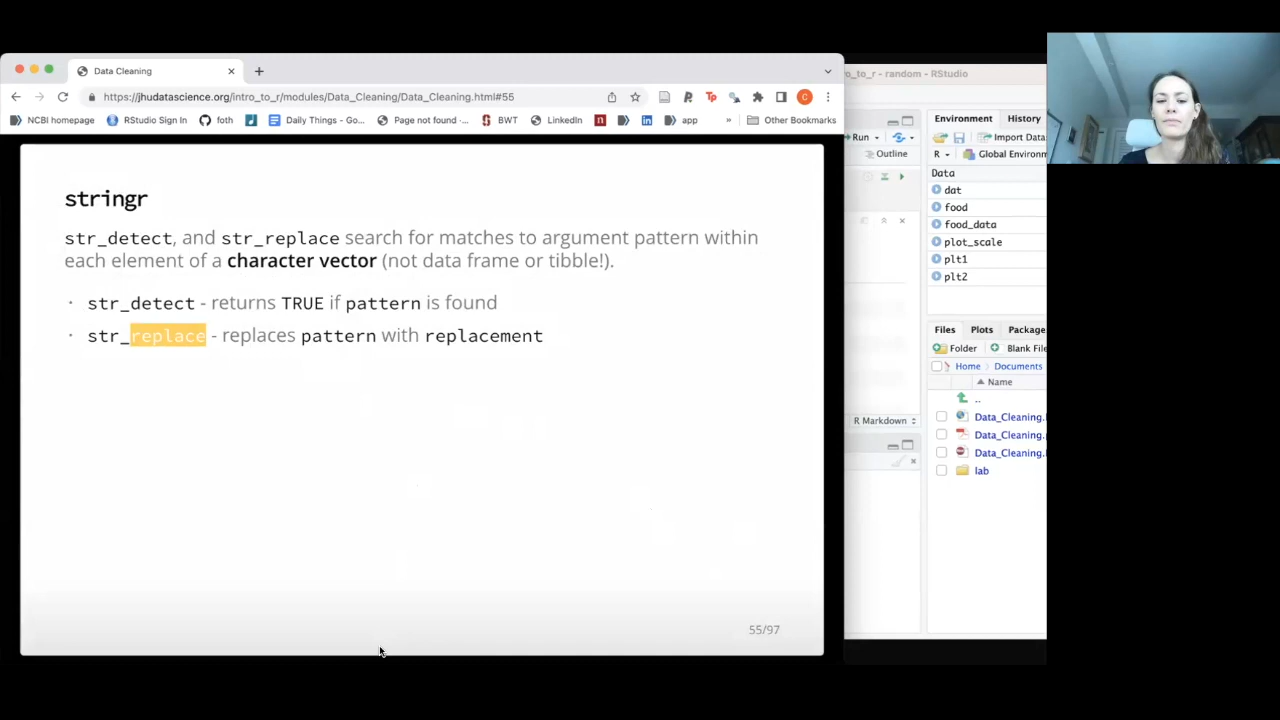 Data Cleaning
o_to_r - random - RStudio
https://jhudatascience.org/intro_to_r/modules/Data_Cleaning/Data_Cleaning.html#55
NCBI homepage
RStudio Sign In
foth
Daily Things - Go...
Page not found -...
BWT
LinkedIn
app
»
Other Bookmarks
stringr
str_detect, and str_replace search for matches to argument pattern within
each element of a character vector (not data frame or tibble!).
· str_detect - returns TRUE if pattern is found
· str_replace - replaces pattern with replacement
55/97
Run
Outline
R Markdown
Environment
History
Import Data
R
Global Environm
Data
dat
food
food_data
plot_scale
plt1
plt2
Files
Plots
Package
Folder
Blank File
Home
Documents
Name
..
Data_Cleaning.
Data_Cleaning.
Data_Cleaning.
lab